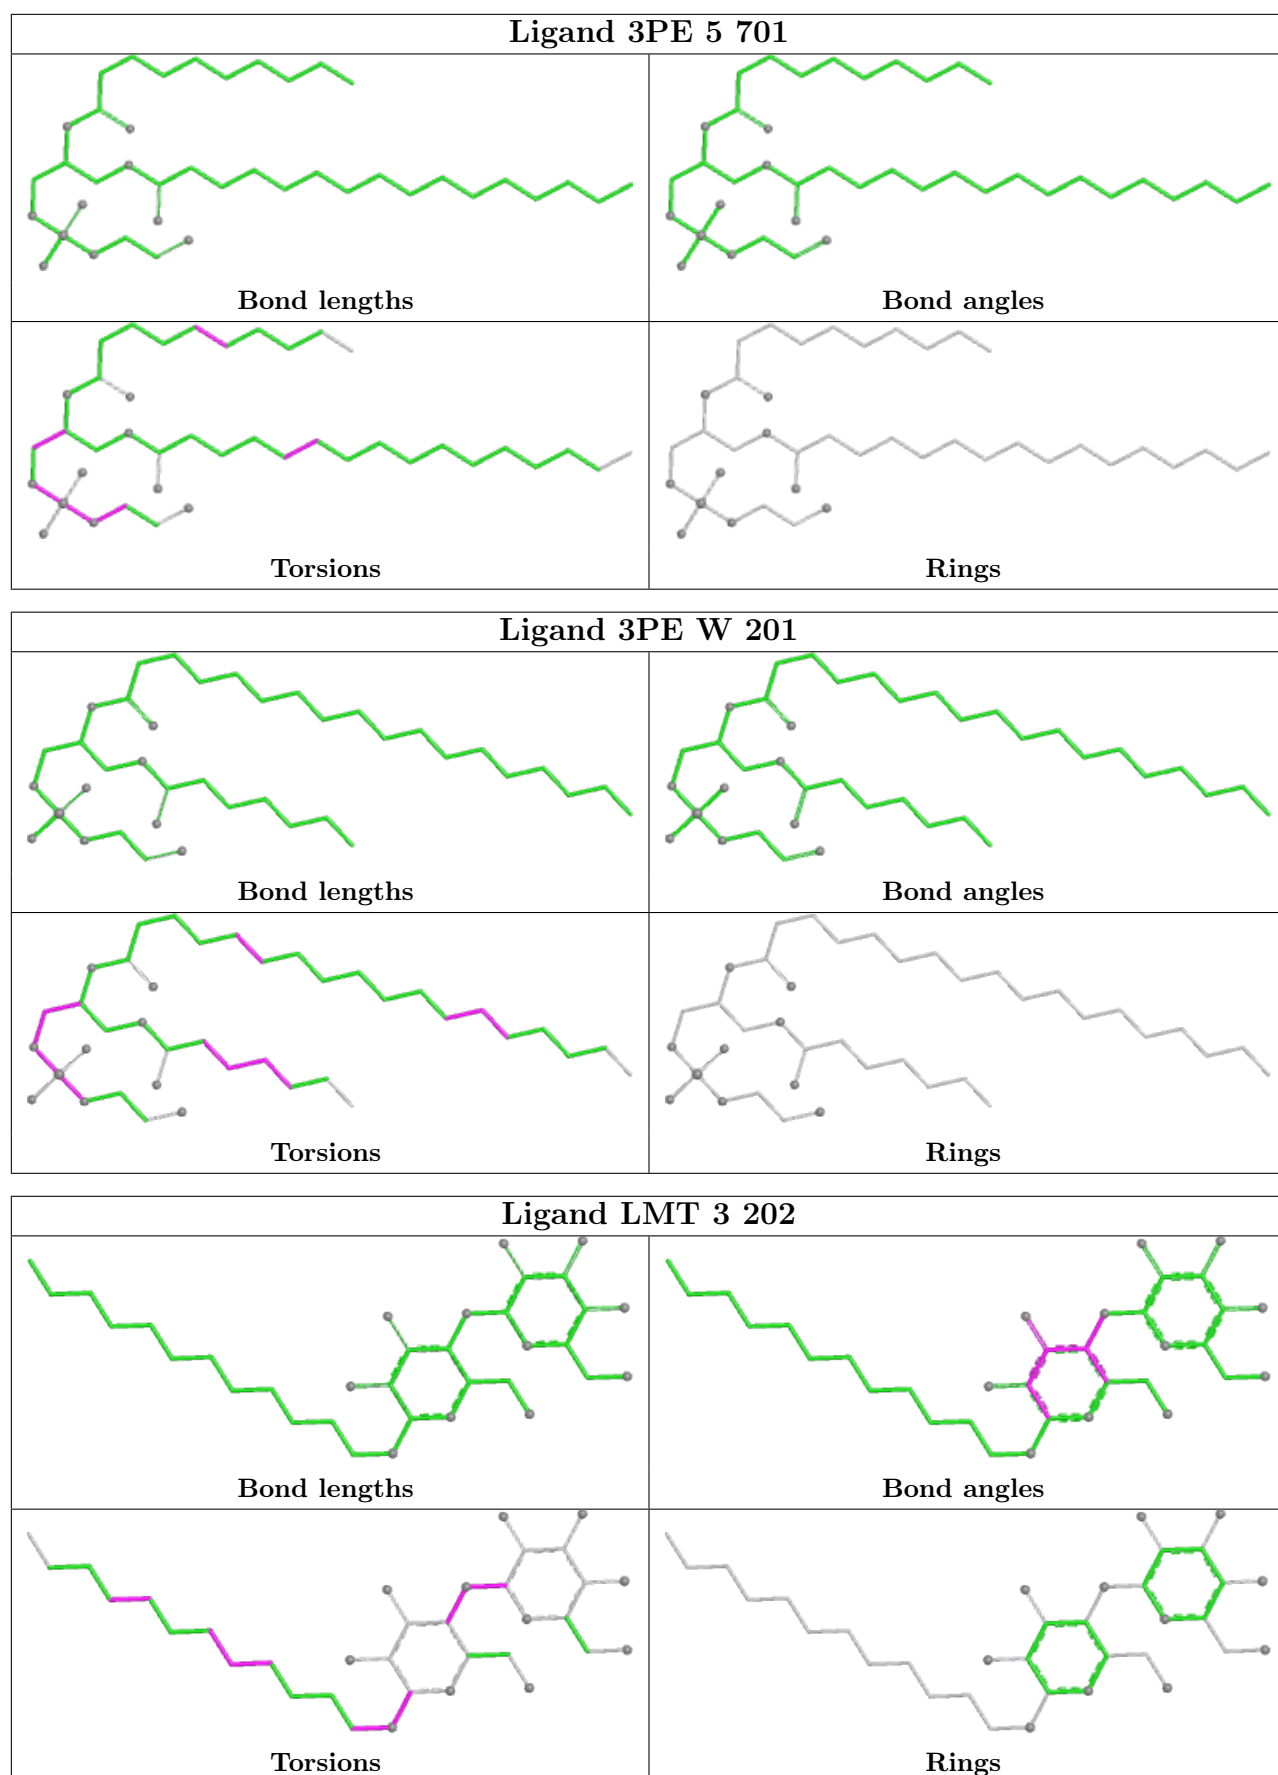 Ligand 3PE 5 701
Bond lengths
Bond angles
Torsions
Rings
Ligand 3PE W 201
Bond lengths
Bond angles
Torsions
Rings
Ligand LMT 3 202
Bond lengths
Bond angles
Torsions
Rings